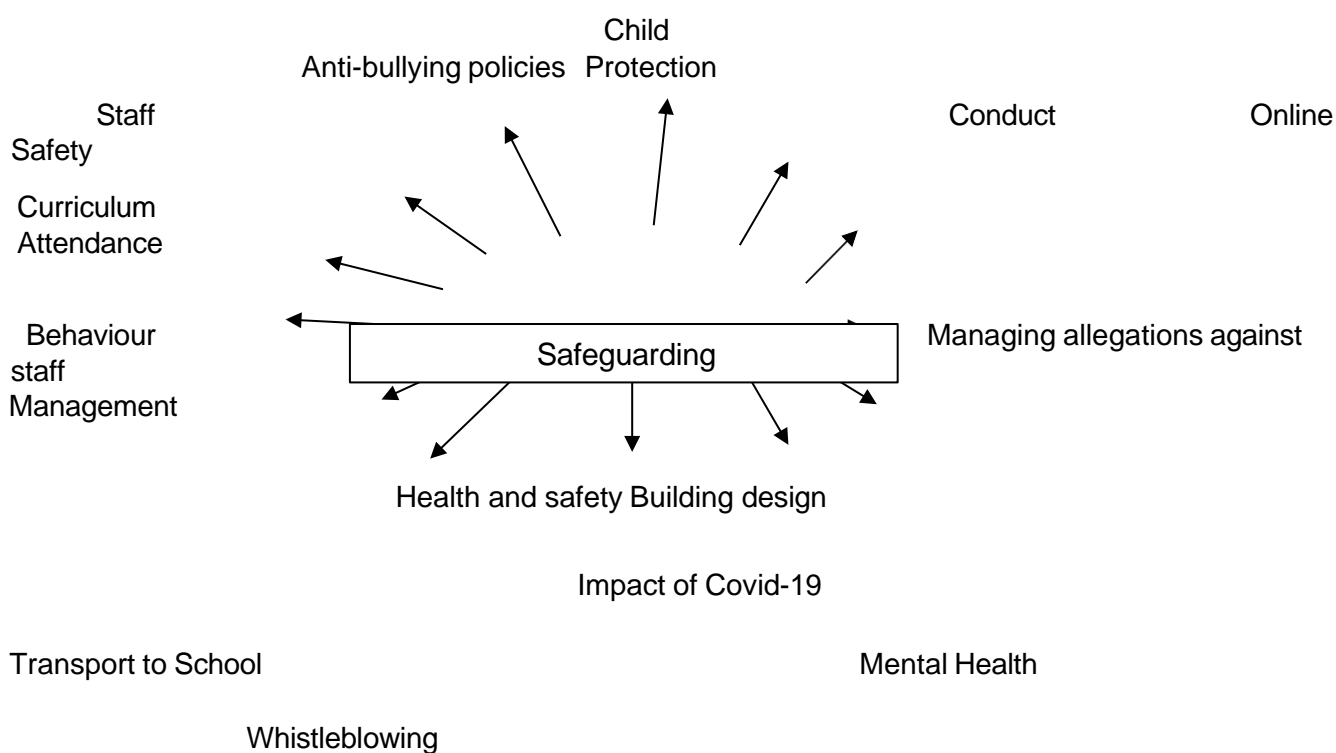 Child
Anti-bullying policies Protection
Staff Conduct Online
Safety
Curriculum
Attendance
Behaviour Managing allegations against
staff
Management
Safeguarding
Health and safety Building design
Impact of Covid-19
Transport to School Mental Health
Whistleblowing